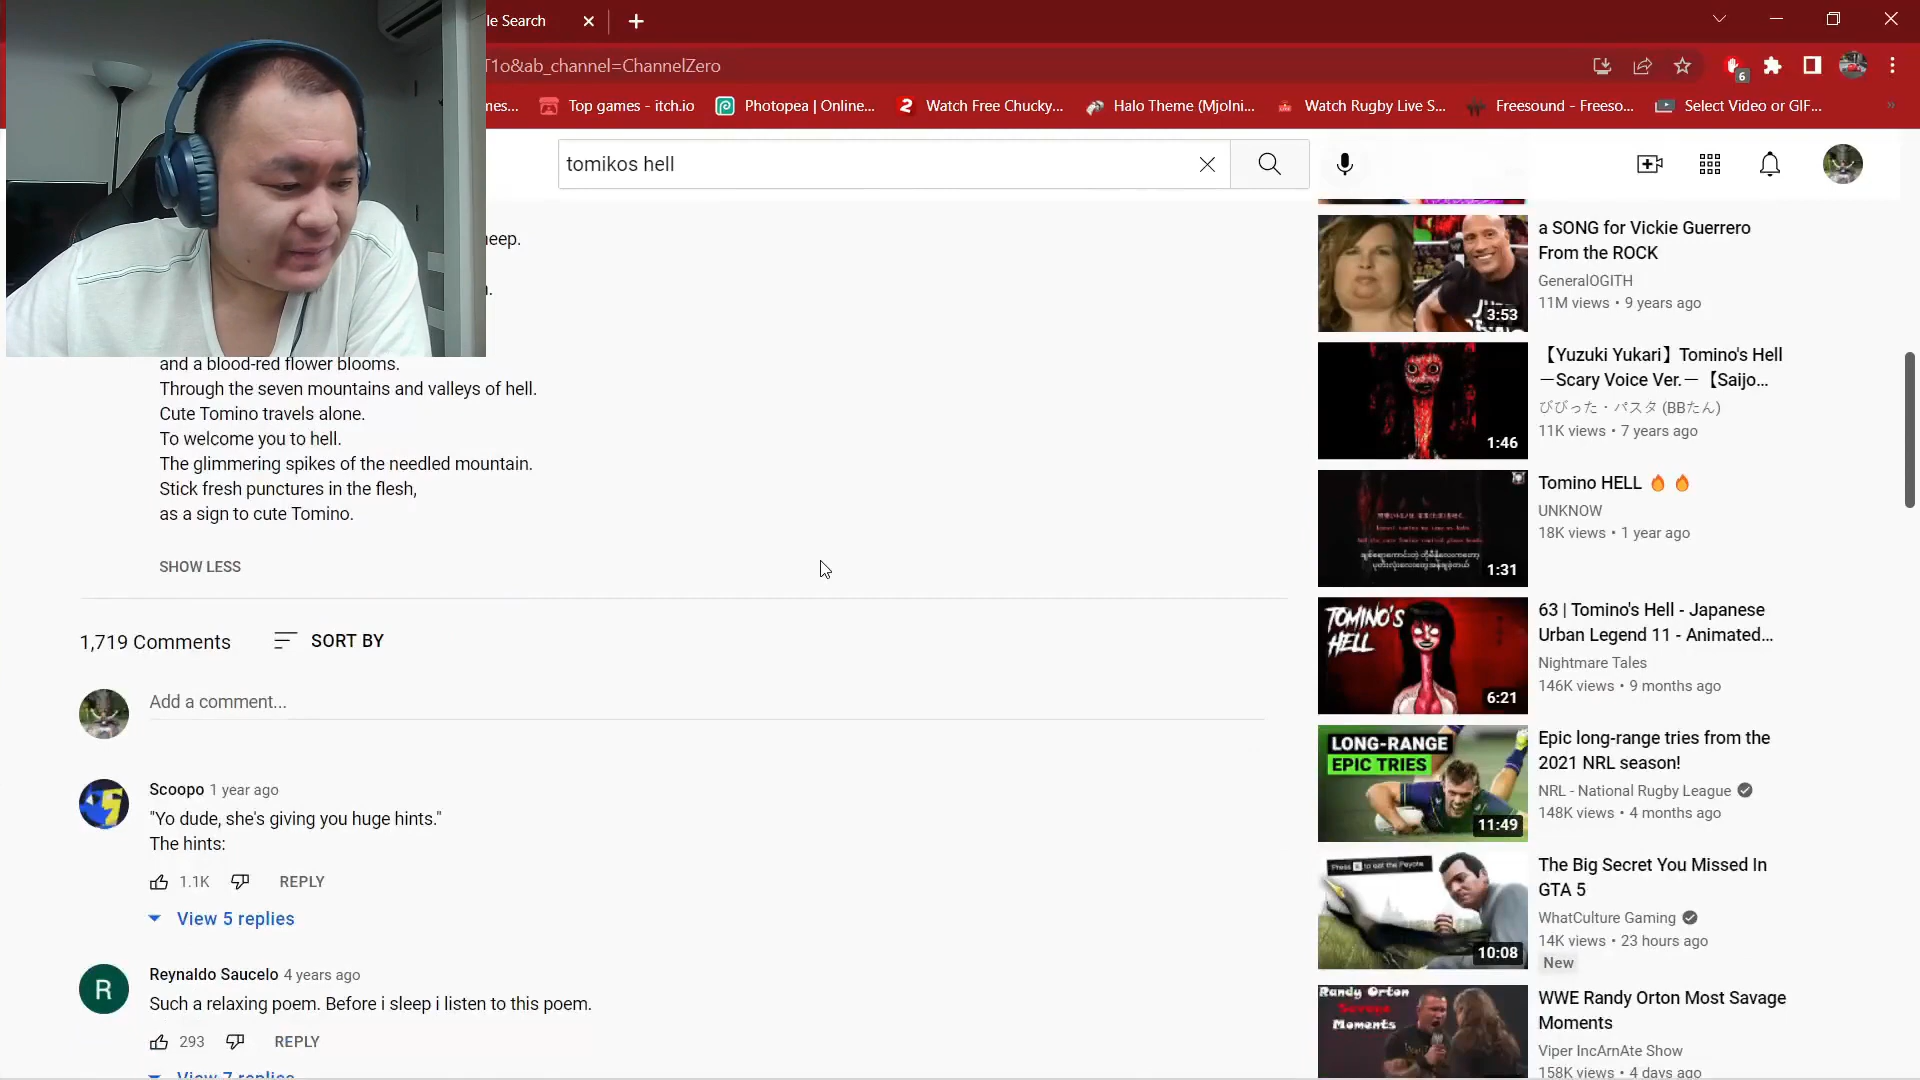 le Search
T1o&ab_channel=ChannelZero
6
mes...
Top games - itch.io
Photopea | Online...
Watch Free Chucky...
Halo Theme (Mjolni...
Watch Rugby Live S...
Freesound - Freeso...
Select Video or GIF...
tomikos hell
heep.
and a blood-red flower blooms.
Through the seven mountains and valleys of hell.
Cute Tomino travels alone.
To welcome you to hell.
The glimmering spikes of the needled mountain.
Stick fresh punctures in the flesh,
as a sign to cute Tomino.
SHOW LESS
1,719 Comments
SORT BY
Add a comment...
Scoopo 1 year ago
"Yo dude, she's giving you huge hints."
The hints:
1.1K
REPLY
View 5 replies
R
Reynaldo Saucelo 4 years ago
Such a relaxing poem. Before i sleep i listen to this poem.
293
REPLY
View 7 replies
3:53
a SONG for Vickie Guerrero
From the ROCK
GeneralOGITH
11M views • 9 years ago
1:46
【Yuzuki Yukari】Tomino's Hell
－Scary Voice Ver.－【Saijo...
びびった・パスタ (BBたん)
11K views • 7 years ago
1:31
Tomino HELL 🔥 🔥
UNKNOW
18K views • 1 year ago
TOMINO'S
HELL
6:21
63 | Tomino's Hell - Japanese
Urban Legend 11 - Animated...
Nightmare Tales
146K views • 9 months ago
LONG-RANGE
EPIC TRIES
11:49
Epic long-range tries from the
2021 NRL season!
NRL - National Rugby League
148K views • 4 months ago
10:08
The Big Secret You Missed In
GTA 5
WhatCulture Gaming
14K views • 23 hours ago
New
Randy Orton
Savage
Moments
WWE Randy Orton Most Savage
Moments
Viper IncArnAte Show
158K views • 4 days ago